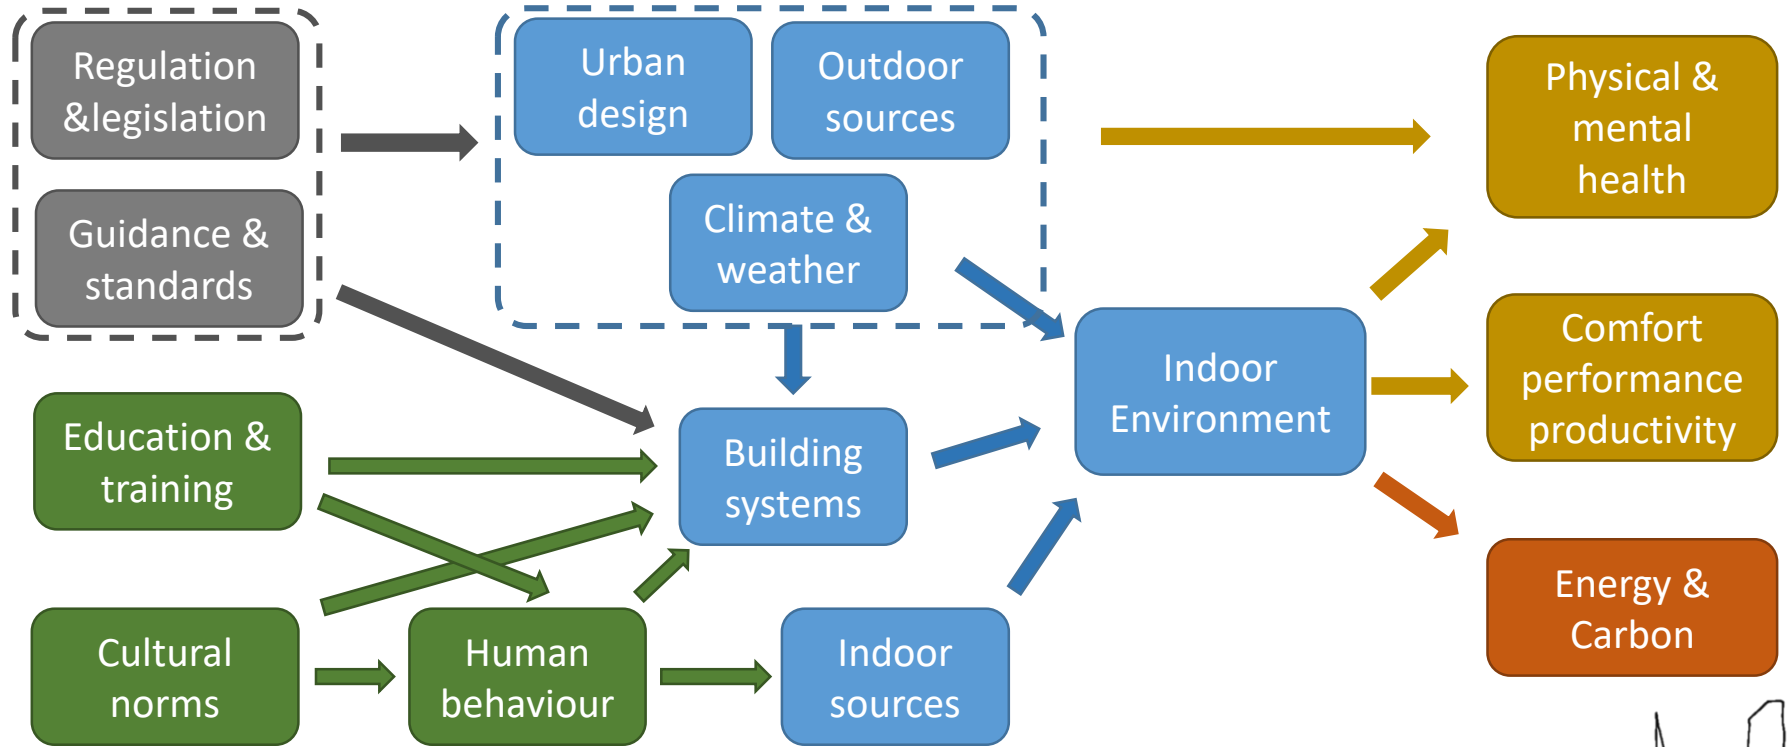 Regulation
&legislation
Guidance &
standards
Urban
design
Outdoor
sources
Climate &
weather
Physical &
mental
health
Education &
training
Building
systems
Indoor
Environment
Comfort
performance
productivity
Cultural
norms
Human
behaviour
Indoor
sources
Energy &
Carbon